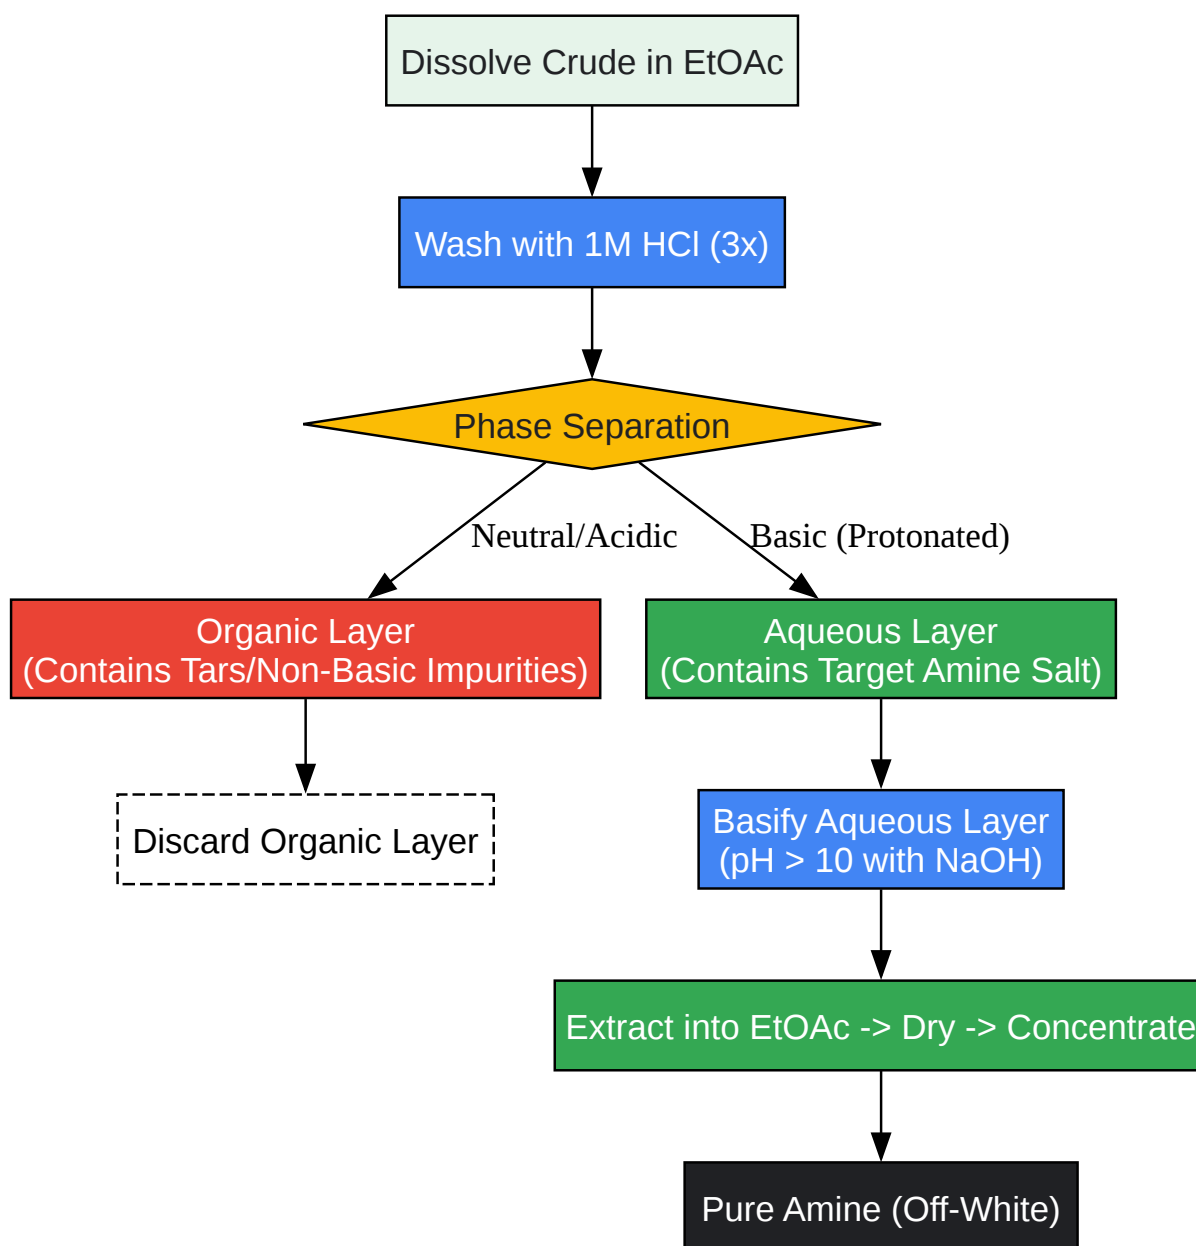 Dissolve Crude in EtOAc
Wash with 1M HCl (3x)
Phase Separation
Neutral/Acidic
Basic (Protonated)
Organic Layer
(Contains Tars/Non-Basic Impurities)
Aqueous Layer
(Contains Target Amine Salt)
Discard Organic Layer
Basify Aqueous Layer
(pH > 10 with NaOH)
Extract into EtOAc -> Dry -> Concentrate
Pure Amine (Off-White)